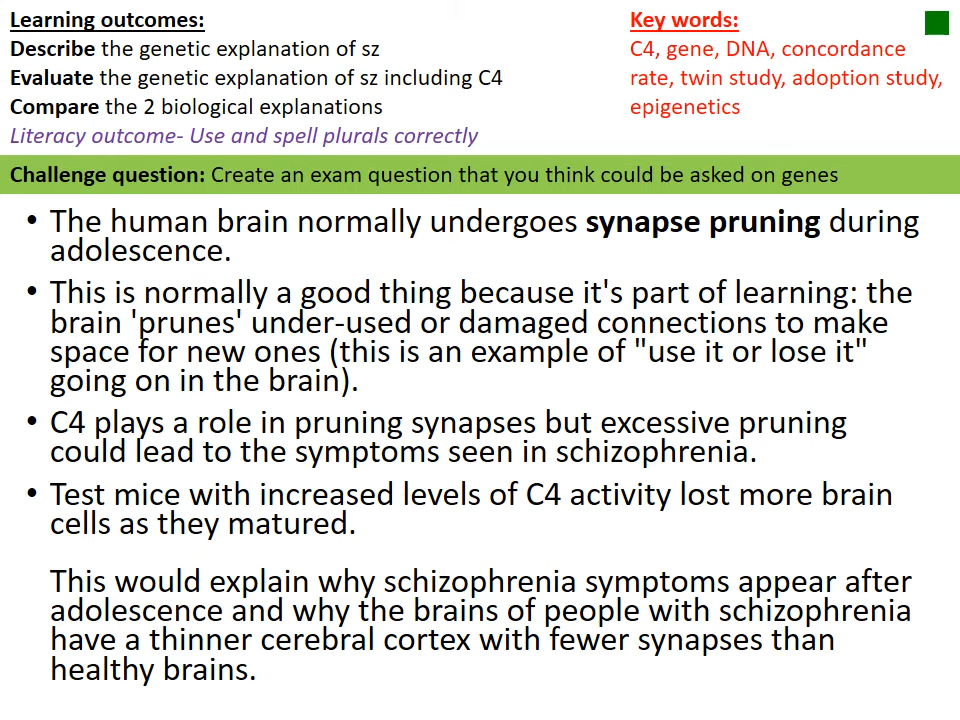 Learning outcomes:
Describe the genetic explanation of sz
Evaluate the genetic explanation of sz including C4
Compare the 2 biological explanations
Literacy outcome- Use and spell plurals correctly
Key words:
C4, gene, DNA, concordance
rate, twin study, adoption study,
epigenetics
Challenge question: Create an exam question that you think could be asked on genes
• The human brain normally undergoes synapse pruning during
adolescence.
• This is normally a good thing because it's part of learning: the
brain 'prunes' under-used or damaged connections to make
space for new ones (this is an example of "use it or lose it"
going on in the brain).
• C4 plays a role in pruning synapses but excessive pruning
could lead to the symptoms seen in schizophrenia.
• Test mice with increased levels of C4 activity lost more brain
cells as they matured.
This would explain why schizophrenia symptoms appear after
adolescence and why the brains of people with schizophrenia
have a thinner cerebral cortex with fewer synapses than
healthy brains.